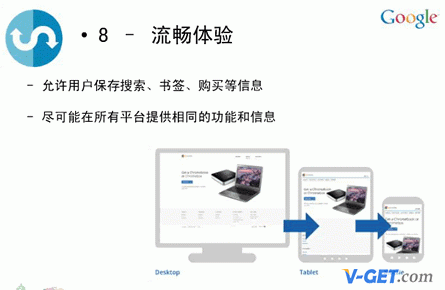 Google
• 8 – 流畅体验
– 允许用户保存搜索、书签、购买等信息
– 尽可能在所有平台提供相同的功能和信息
Get a Chromebook
Desktop
Tablet
V-GET.com